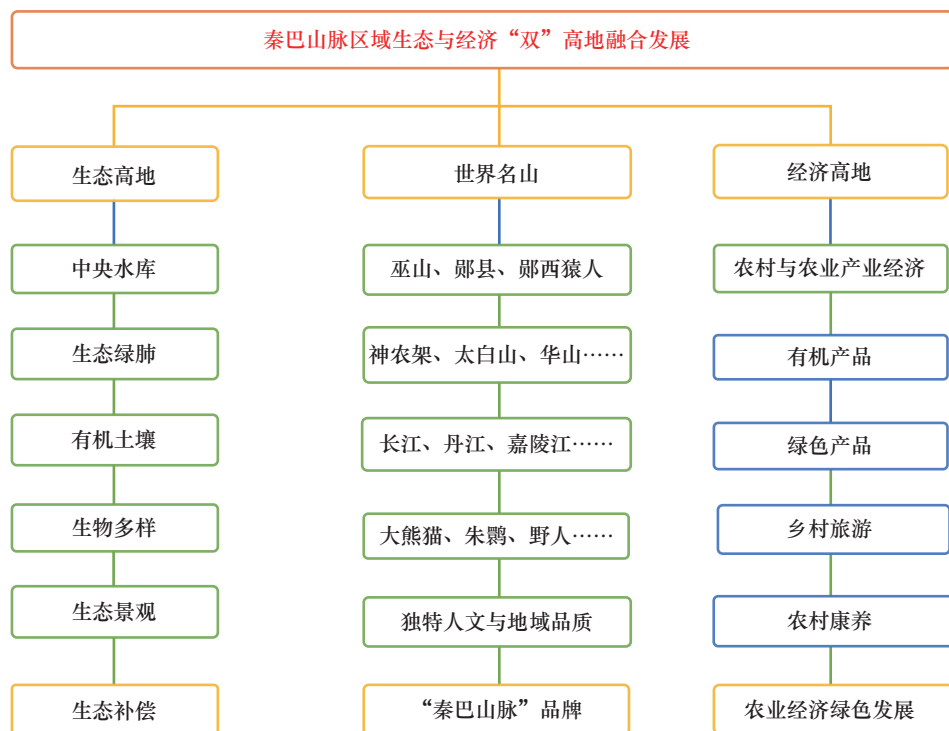 秦巴山脉区域生态与经济“双”高地融合发展
生态高地
中央水库
生态绿肺
有机土壤
生物多样
生态景观
生态补偿
世界名山
巫山、郧县、郧西猿人
神农架、太白山、华山……
长江、丹江、嘉陵江……
大熊猫、朱鹮、野人……
独特人文与地域品质
“秦巴山脉”品牌
经济高地
农村与农业产业经济
有机产品
绿色产品
乡村旅游
农村康养
农业经济绿色发展